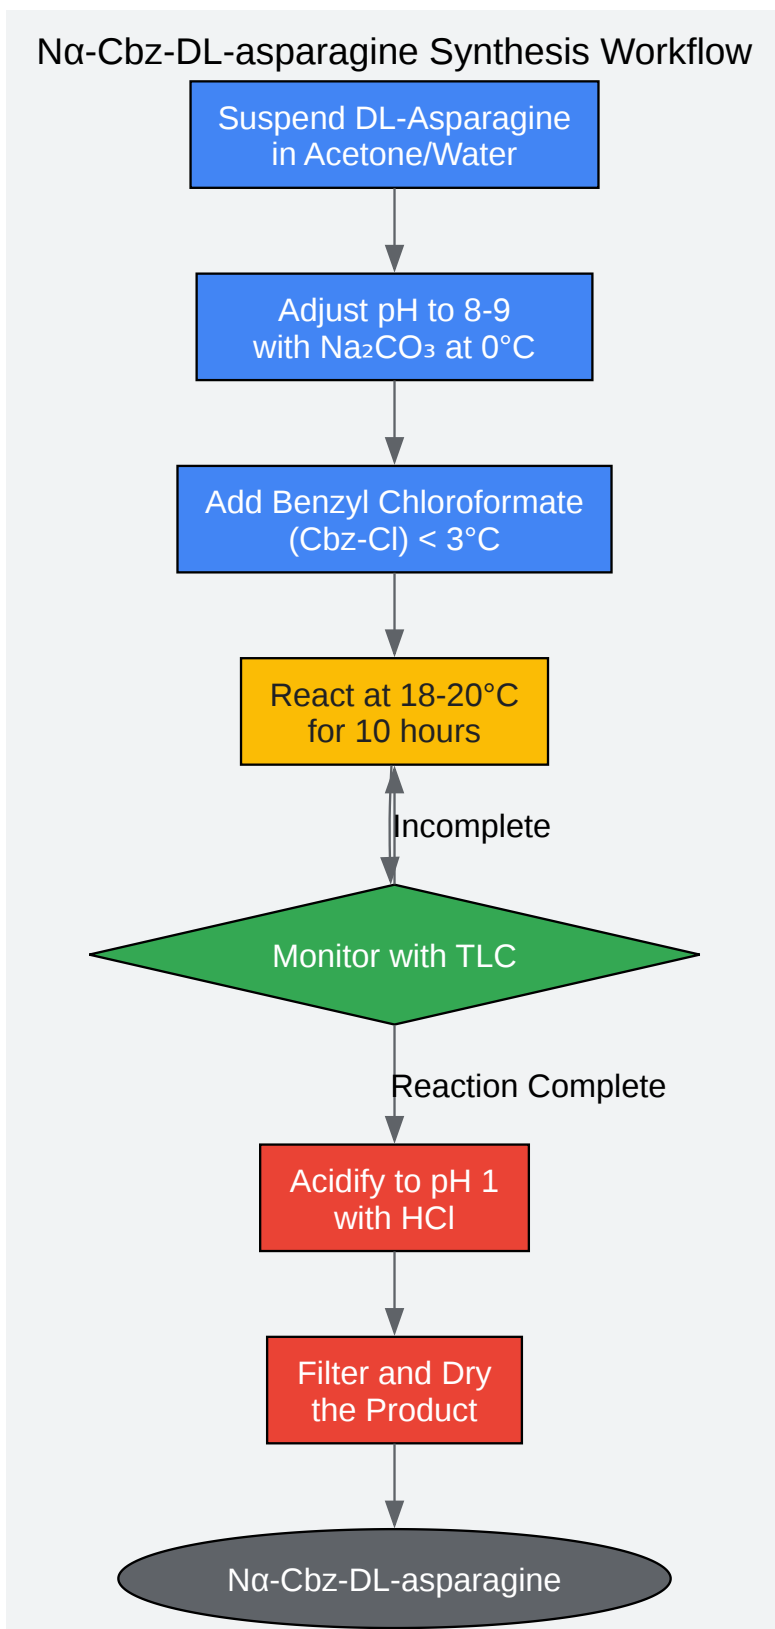 Nα-Cbz-DL-asparagine Synthesis Workflow
Suspend DL-Asparagine
in Acetone/Water
Adjust pH to 8-9
with Na₂CO₃ at 0°C
Add Benzyl Chloroformate
(Cbz-Cl) < 3°C
React at 18-20°C
for 10 hours
Incomplete
Monitor with TLC
Reaction Complete
Acidify to pH 1
with HCl
Filter and Dry
the Product
Nα-Cbz-DL-asparagine